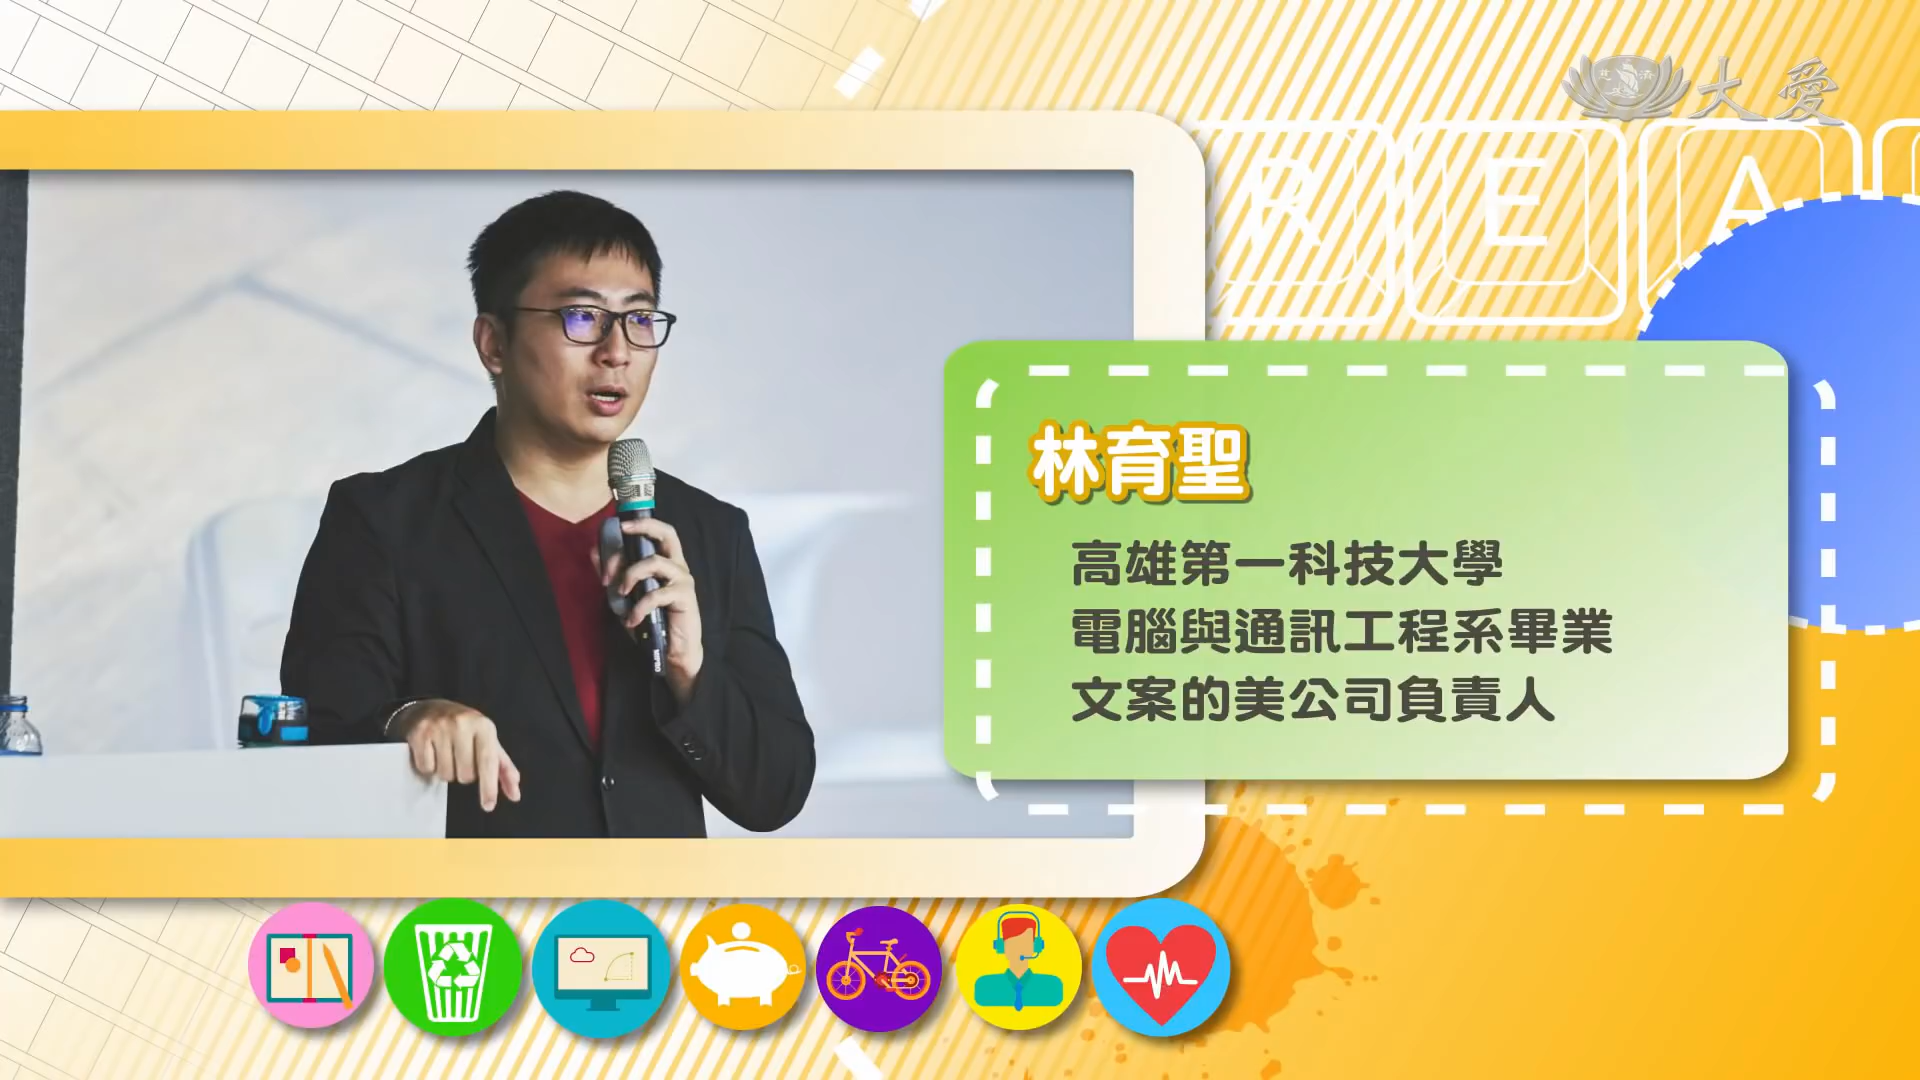 大愛
R E A
林育聖
高雄第一科技大學
電腦與通訊工程系畢業
文案的美公司負責人